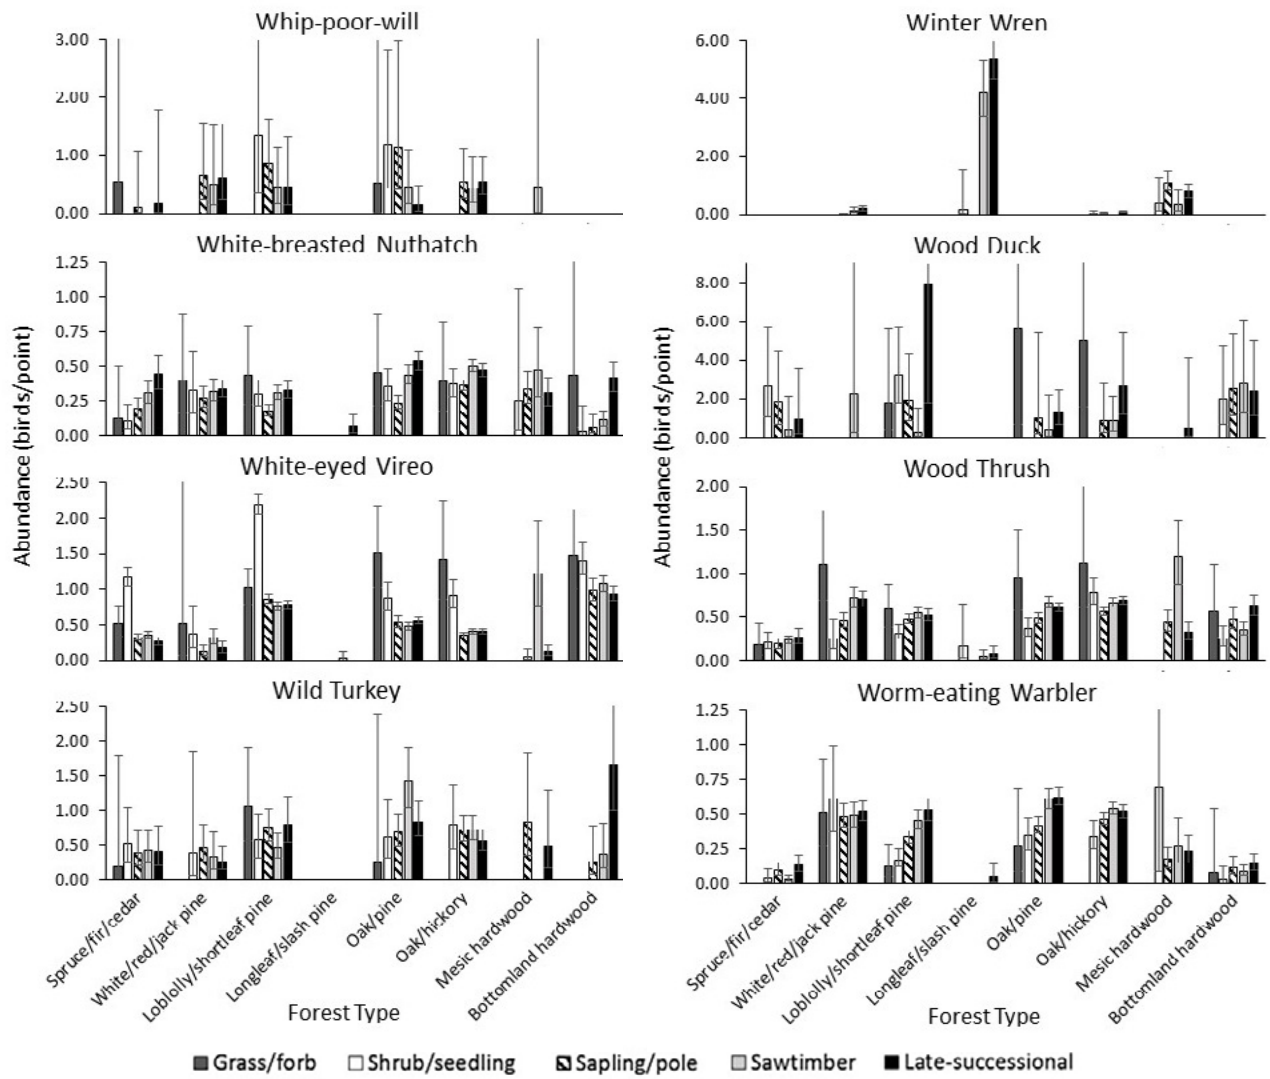 Whip-poor-will
3.00
2.00
1.00
0.00
Winter Wren
6.00
4.00
2.00
0.00
White-breasted Nuthatch
1.25
1.00
0.75
0.50
0.25
0.00
Wood Duck
8.00
6.00
4.00
2.00
0.00
Abundance (birds/point)
Abundance (birds/point)
White-eyed Vireo
2.50
2.00
1.50
1.00
0.50
0.00
Wood Thrush
2.00
1.50
1.00
0.50
0.00
Wild Turkey
2.50
2.00
1.50
1.00
0.50
0.00
Worm-eating Warbler
1.25
1.00
0.75
0.50
0.25
0.00
Spruce/fir/cedar
White/red/jack pine
Loblolly/shortleaf pine
Longleaf/slash pine
Oak/pine
Oak/hickory
Mesic hardwood
Bottomland hardwood
Forest Type
Spruce/fir/cedar
White/red/jack pine
Loblolly/shortleaf pine
Longleaf/slash pine
Oak/pine
Oak/hickory
Mesic hardwood
Bottomland hardwood
Forest Type
Grass/forb Shrub/seedling Sapling/pole Sawtimber Late-successional